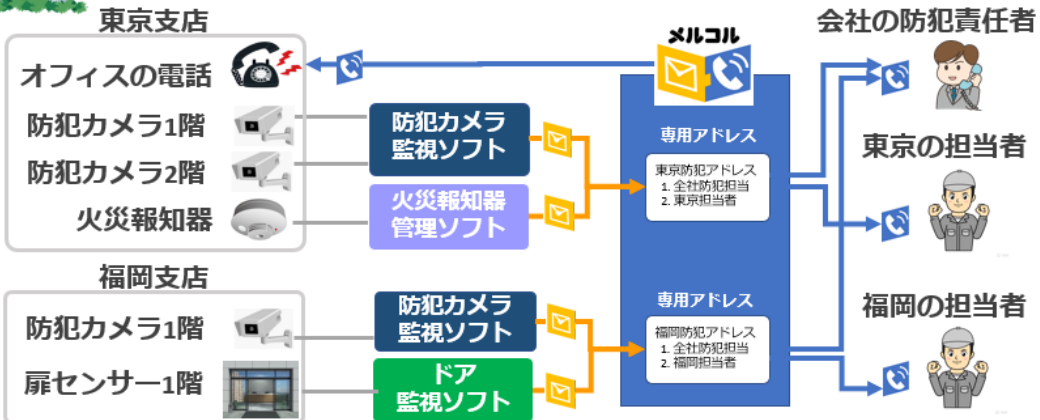 東京支店
オフィスの電話
防犯カメラ1階
防犯カメラ2階
火災報知器
防犯カメラ
監視ソフト
火災報知器
管理ソフト
福岡支店
防犯カメラ1階
扉センサー1階
防犯カメラ
監視ソフト
ドア
監視ソフト
メルコル
専用アドレス
東京防犯アドレス
1. 全社防犯担当
2. 東京担当者
専用アドレス
福岡防犯アドレス
1. 全社防犯担当
2. 福岡担当者
会社の防犯責任者
東京の担当者
福岡の担当者